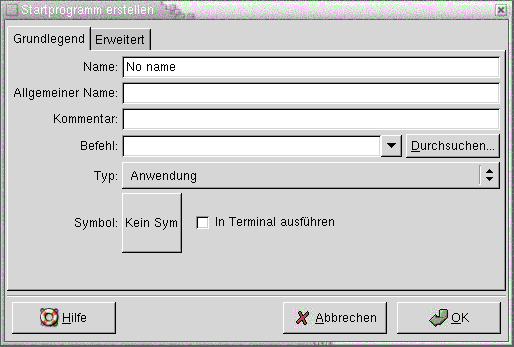 Startprogramm erstellen
Grundlegend Erweitert
Name: No name
Allgemeiner Name:
Kommentar:
Befehl: Durchsuchen...
Typ: Anwendung
Symbol: Kein Sym In Terminal ausführen
Hilfe Abbrechen OK